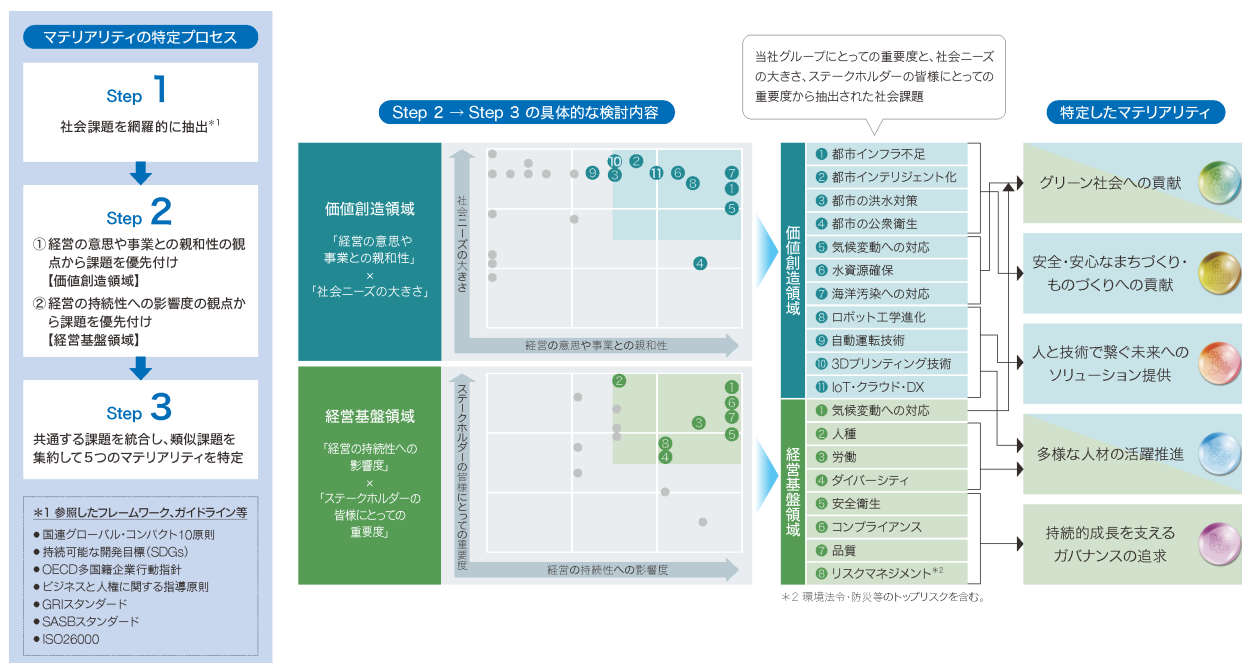 マテリアリティの特定プロセス
Step 1
社会課題を網羅的に抽出*1
Step 2
① 経営の意思や事業との親和性の観
点から課題を優先付け
【価値創造領域】
② 経営の持続性への影響度の観点か
ら課題を優先付け
【経営基盤領域】
Step 3
共通する課題を統合し、類似課題を
集約して5つのマテリアリティを特定
*1 参照したフレームワーク、ガイドライン等
●国連グローバル・コンパクト10原則
●持続可能な開発目標(SDGs)
●OECD多国籍企業行動指針
●ビジネスと人権に関する指導原則
●GRIスタンダード
●SASBスタンダード
●ISO26000
Step 2 → Step 3 の具体的な検討内容
価値創造領域
「経営の意思や
事業との親和性」
×
「社会ニーズの大きさ」
社会ニーズの大きさ
10 2
9 3 11 6 8 7
1
5
4
経営の意思や事業との親和性
経営基盤領域
「経営の持続性への
影響度」
×
「ステークホルダーの
皆様にとっての
重要度」
ステークホルダーの皆様にとっての重要度
2 1
6
3 7
8 5
4
経営の持続性への影響度
当社グループにとっての重要度と、社会ニーズ
の大きさ、ステークホルダーの皆様にとっての
重要度から抽出された社会課題
価値創造領域
1 都市インフラ不足
2 都市インテリジェント化
3 都市の洪水対策
4 都市の公衆衛生
5 気候変動への対応
6 水資源確保
7 海洋汚染への対応
8 ロボット工学進化
9 自動運転技術
10 3Dプリンティング技術
11 IoT・クラウド・DX
経営基盤領域
1 気候変動への対応
2 人種
3 労働
4 ダイバーシティ
5 安全衛生
6 コンプライアンス
7 品質
8 リスクマネジメント*2
*2 環境法令・防災等のトップリスクを含む。
特定したマテリアリティ
グリーン社会への貢献
安全・安心なまちづくり・
ものづくりへの貢献
人と技術で繋ぐ未来への
ソリューション提供
多様な人材の活躍推進
持続的成長を支える
ガバナンスの追求